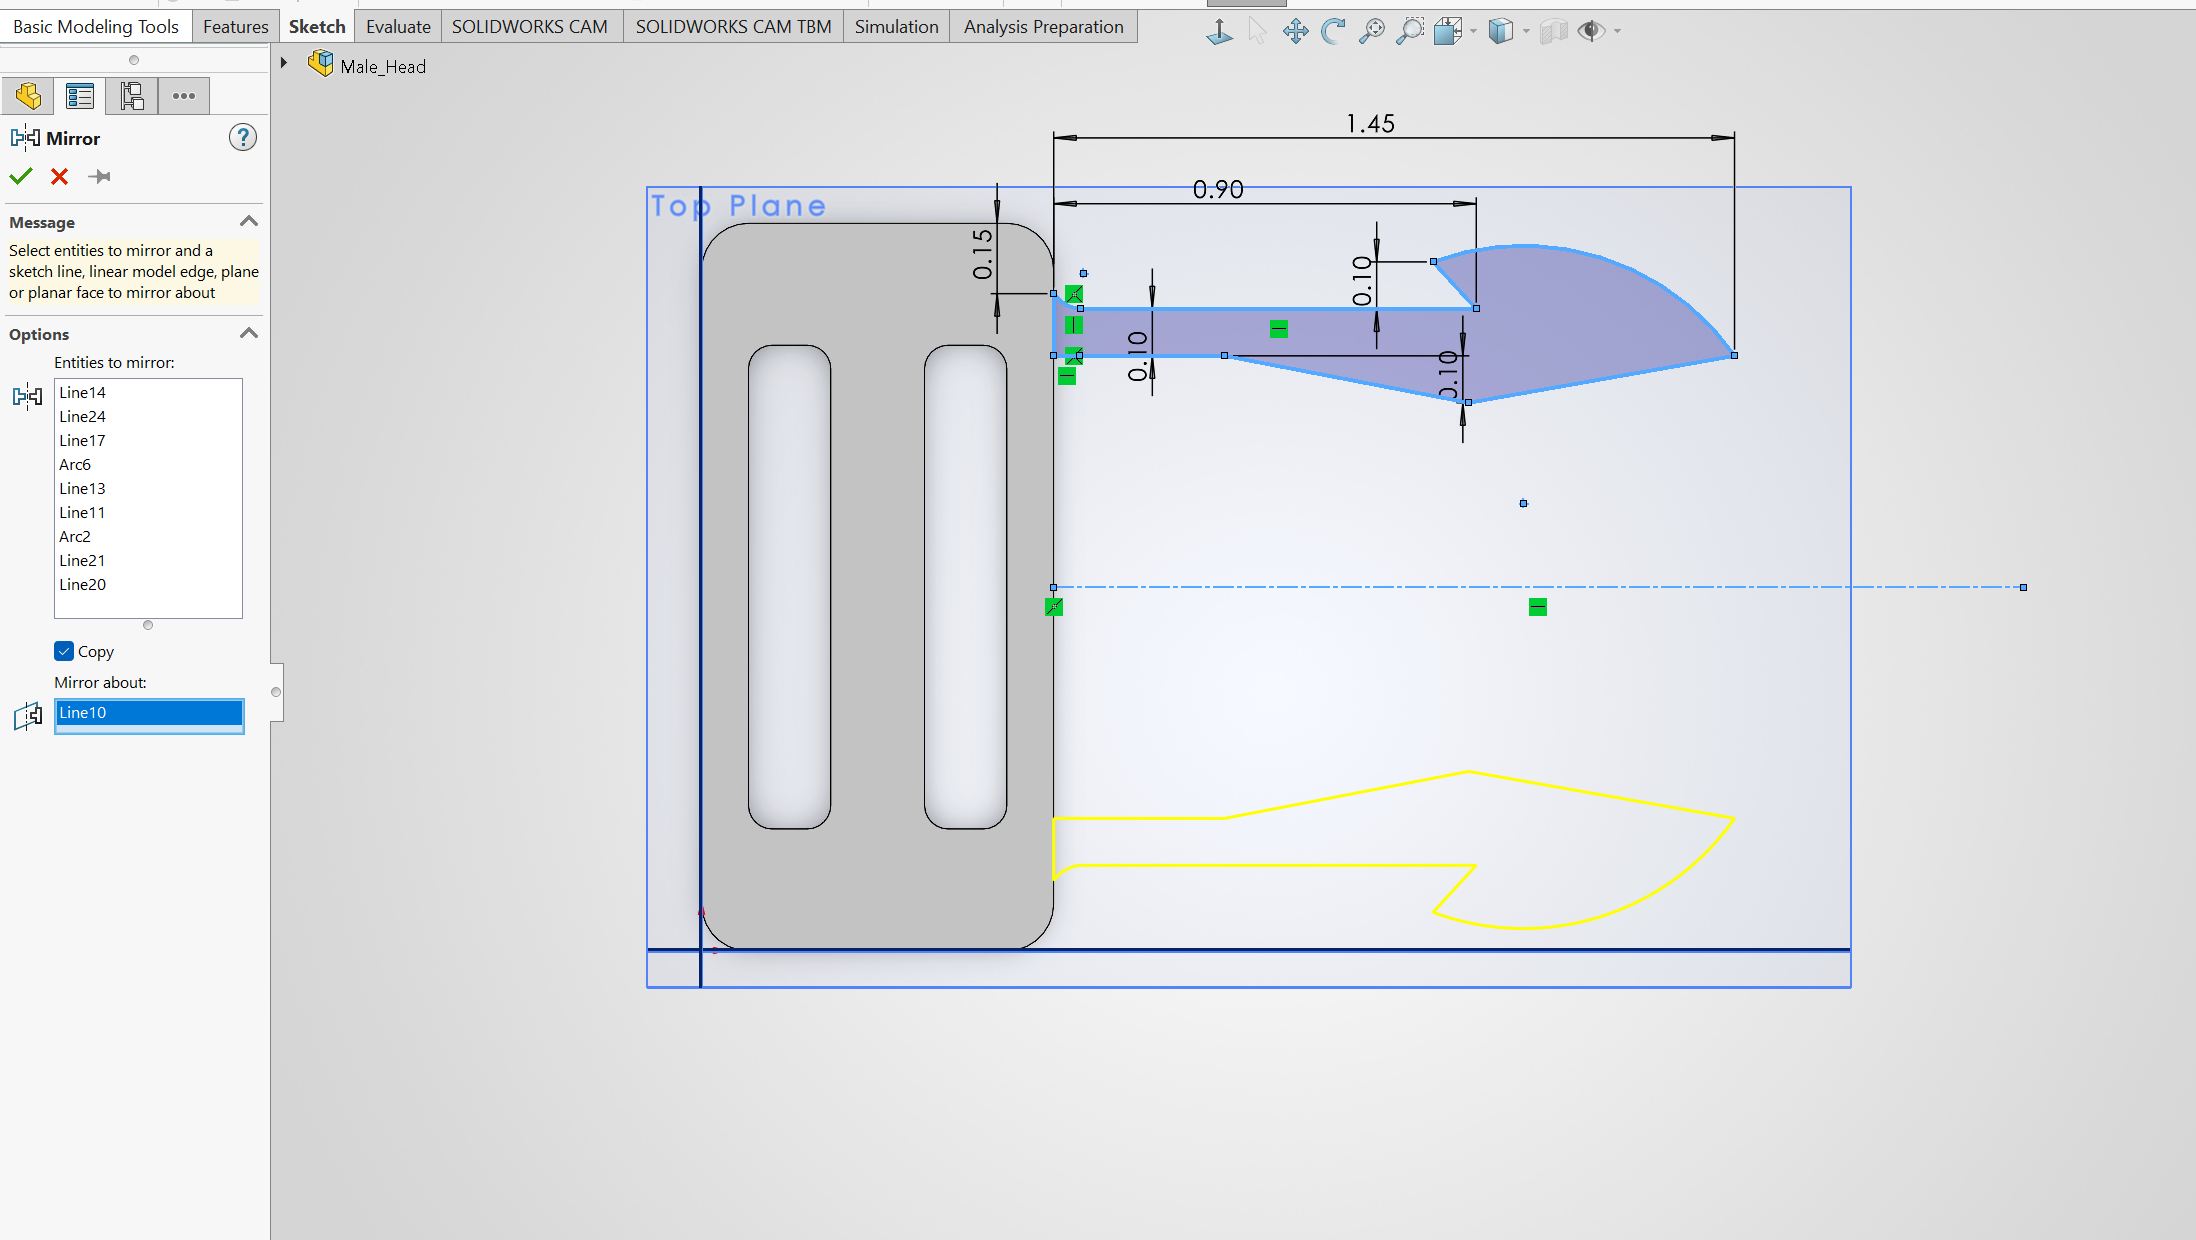 Basic Modeling Tools Features Sketch Evaluate SOLIDWORKS CAM SOLIDWORKS CAM TBM Simulation Analysis Preparation
Male_Head
Mirror
?
Message
Select entities to mirror and a
sketch line, linear model edge, plane
or planar face to mirror about
Options
Entities to mirror:
Line14
Line24
Line17
Arc6
Line13
Line11
Arc2
Line21
Line20
Copy
Mirror about:
Line10
Top Plane
1.45
0.90
0.15
0.10
0.10
0.10